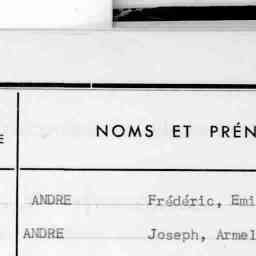 E NOMS ET PRÉN
ANDRE Frédéric, Emi
ANDRE Joseph, Armel